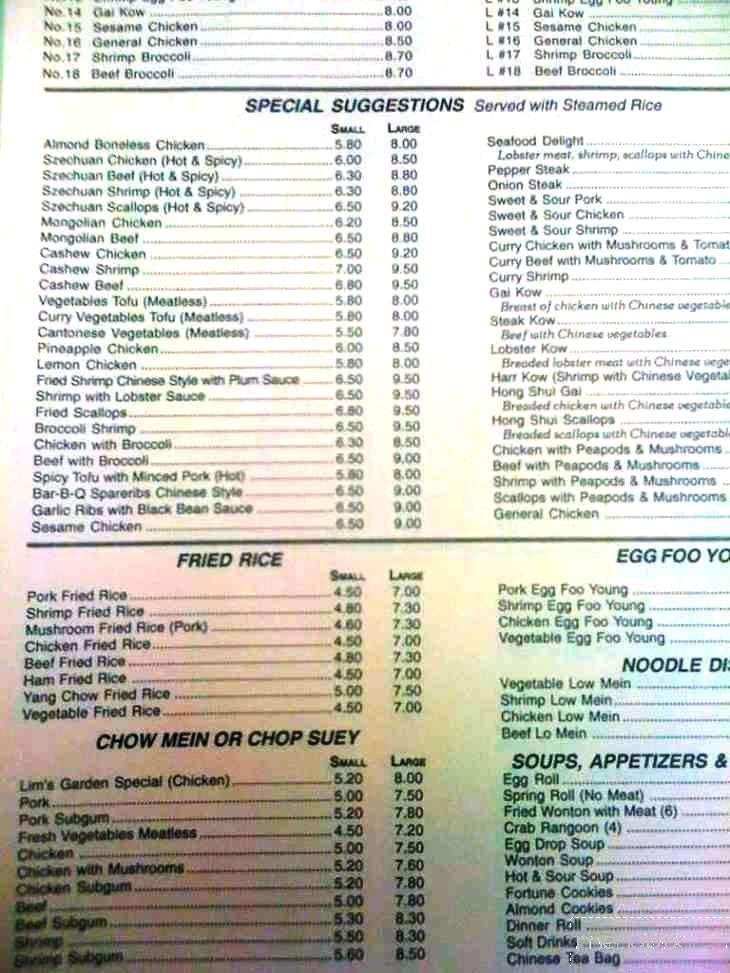 No.14 Gai Kow 8.00
No.15 Sesame Chicken 8.00
No.16 General Chicken 8.50
No.17 Shrimp Broccoli 8.70
No.18 Beef Broccoli 8.70
L #14 Gai Kow
L #15 Sesame Chicken
L #16 General Chicken
L #17 Shrimp Broccoli
L #18 Beef Broccoli
SPECIAL SUGGESTIONS Served with Steamed Rice
SMALL LARGE
Almond Boneless Chicken 5.80 8.00
Szechuan Chicken (Hot & Spicy) 6.00 8.50
Szechuan Beef (Hot & Spicy) 6.30 8.80
Szechuan Shrimp (Hot & Spicy) 6.30 8.80
Szechuan Scallops (Hot & Spicy) 6.50 9.20
Mongolian Chicken 6.20 8.50
Mongolian Beef 6.50 8.80
Cashew Chicken 6.50 9.20
Cashew Shrimp 7.00 9.50
Cashew Beef 6.80 9.50
Vegetables Tofu (Meatless) 5.80 8.00
Curry Vegetables Tofu (Meatless) 5.80 8.00
Cantonese Vegetables (Meatless) 5.50 7.80
Pineapple Chicken 6.00 8.50
Lemon Chicken 5.80 8.00
Fried Shrimp Chinese Style with Plum Sauce 6.50 9.50
Shrimp with Lobster Sauce 6.50 9.50
Fried Scallops 6.80 9.50
Broccoli Shrimp 6.50 9.50
Chicken with Broccoli 6.30 8.50
Beef with Broccoli 6.50 9.00
Spicy Tofu with Minced Pork (Hot) 5.80 8.00
Bar-B-Q Spareribs Chinese Style 6.50 9.00
Garlic Ribs with Black Bean Sauce 6.50 9.00
Sesame Chicken 6.50 9.00
Seafood Delight
Lobster meat, shrimp, scallops with Chine
Pepper Steak
Onion Steak
Sweet & Sour Pork
Sweet & Sour Chicken
Sweet & Sour Shrimp
Curry Chicken with Mushrooms & Tomat
Curry Beef with Mushrooms & Tomato
Curry Shrimp
Gai Kow
Breast of chicken with Chinese vegetable
Steak Kow
Beef with Chinese vegetables
Lobster Kow
Breaded lobster meat with Chinese vege
Harr Kow (Shrimp with Chinese Vegetal
Hong Shui Gai
Breaded chicken with Chinese vegetable
Hong Shui Scallops
Breaded scallops with Chinese vegetabl
Chicken with Peapods & Mushrooms
Beef with Peapods & Mushrooms
Shrimp with Peapods & Mushrooms
Scallops with Peapods & Mushrooms
General Chicken
FRIED RICE
SMALL LARGE
Pork Fried Rice 4.50 7.00
Shrimp Fried Rice 4.80 7.30
Mushroom Fried Rice (Pork) 4.60 7.30
Chicken Fried Rice 4.50 7.00
Beef Fried Rice 4.80 7.30
Ham Fried Rice 4.50 7.00
Yang Chow Fried Rice 5.00 7.50
Vegetable Fried Rice 4.50 7.00
CHOW MEIN OR CHOP SUEY
SMALL LARGE
Lim's Garden Special (Chicken) 5.20 8.00
Pork 5.00 7.50
Pork Subgum 5.20 7.80
Fresh Vegetables Meatless 4.50 7.20
Chicken 5.00 7.50
Chicken with Mushrooms 5.20 7.60
Chicken Subgum 5.20 7.80
Beef 5.00 7.80
Beef Subgum 5.30 8.30
Shrimp 5.50 8.30
Shrimp Subgum 5.60 8.50
EGG FOO YO
Pork Egg Foo Young
Shrimp Egg Foo Young
Chicken Egg Foo Young
Vegetable Egg Foo Young
NOODLE DIS
Vegetable Low Mein
Shrimp Low Mein
Chicken Low Mein
Beef Lo Mein
SOUPS, APPETIZERS &
Egg Roll
Spring Roll (No Meat)
Fried Wonton with Meat (6)
Crab Rangoon (4)
Egg Drop Soup
Wonton Soup
Hot & Sour Soup
Fortune Cookies
Almond Cookies
Dinner Roll
Soft Drinks
Chinese Tea Bag